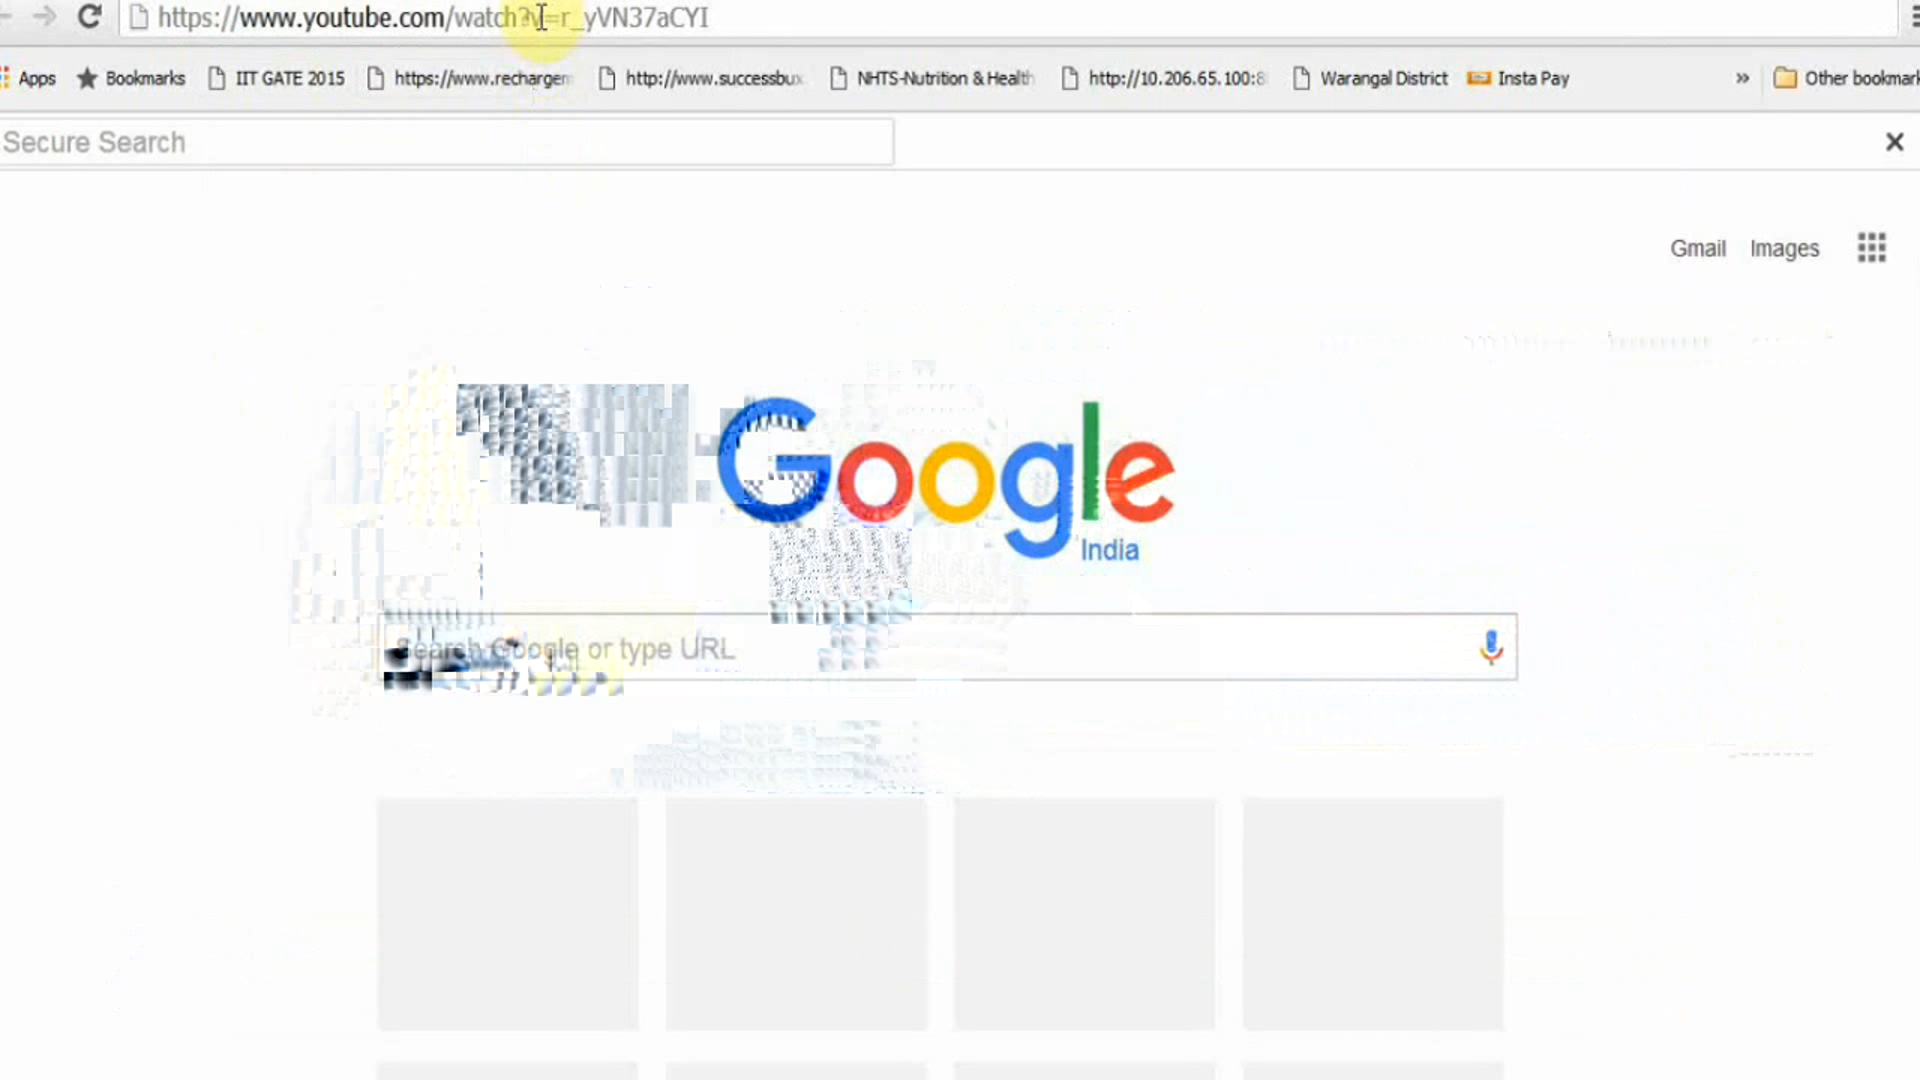 https://www.youtube.com/watch?v=r_yVN37aCYI
Apps Bookmarks IIT GATE 2015 https://www.rechargem http://www.successbux NHTS-Nutrition & Health http://10.206.65.100:8 Warangal District Insta Pay » Other bookmark
Secure Search
Gmail Images
Google
India
Search Google or type URL